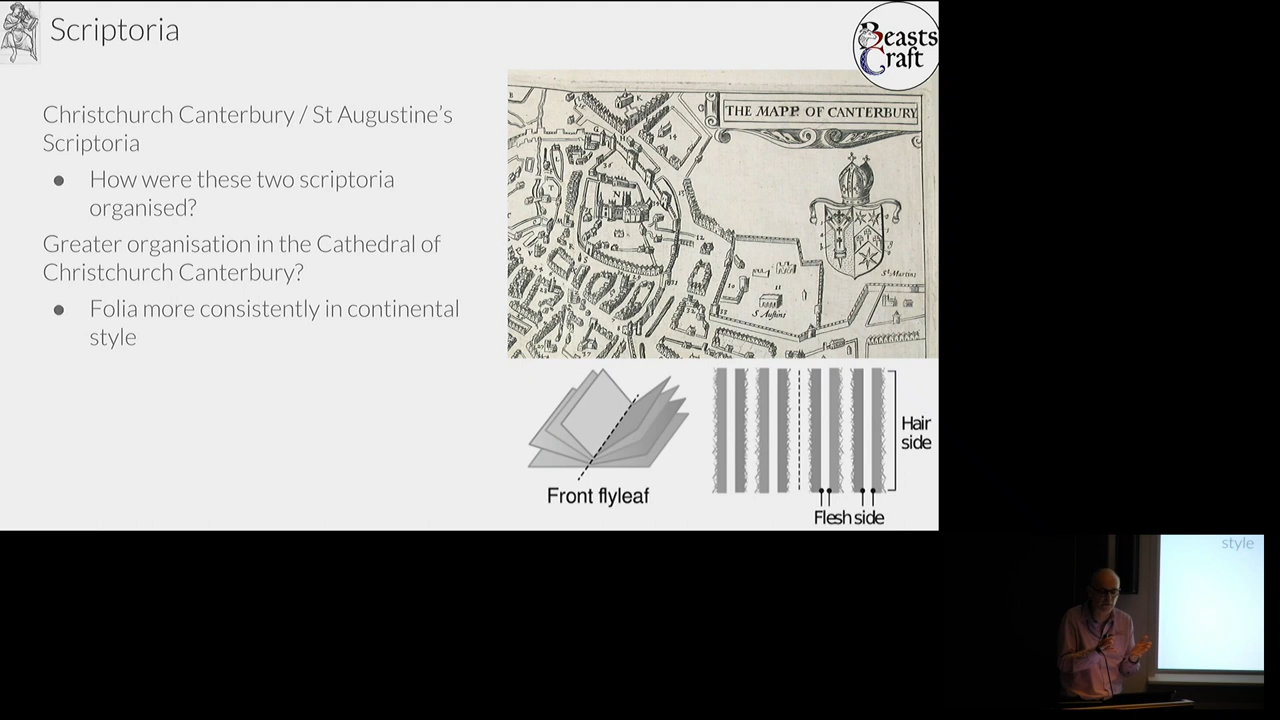 Scriptoria
Beasts
Craft
Christchurch Canterbury / St Augustine's
Scriptoria
● How were these two scriptoria
organised?
Greater organisation in the Cathedral of
Christchurch Canterbury?
● Folia more consistently in continental
style
THE MAPP OF CANTERBURY
St Martins
S Austins
Front flyleaf
Hair
side
Flesh side
style